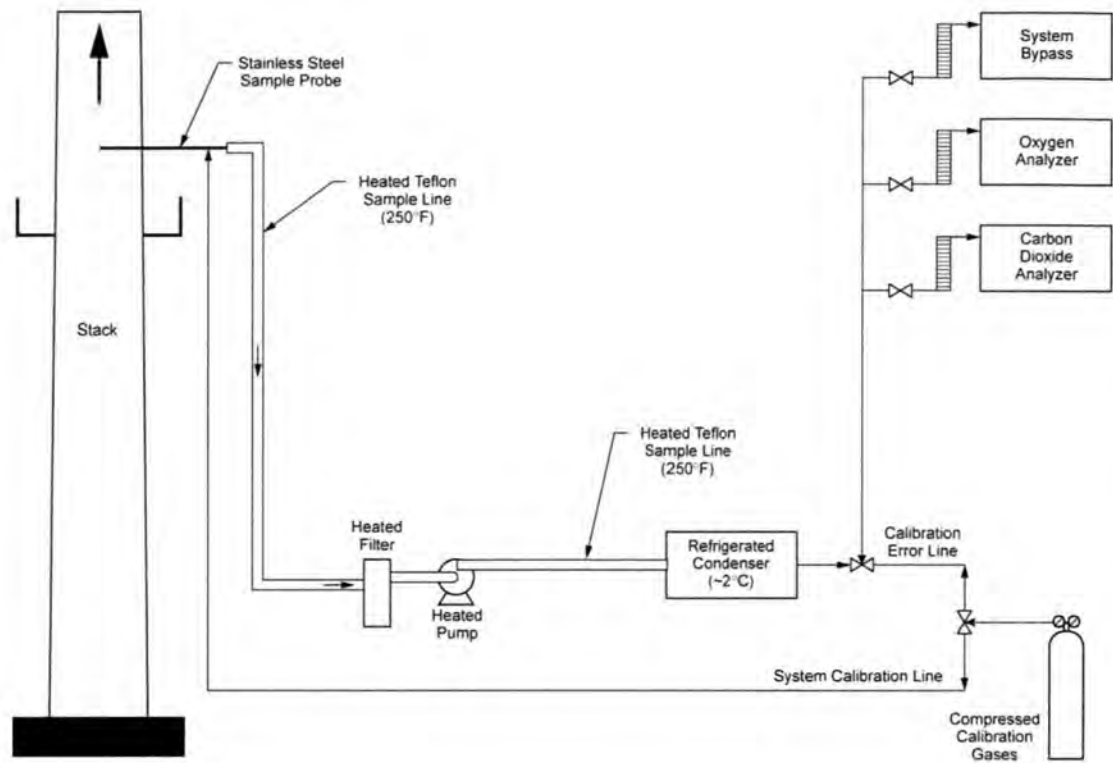 Stainless Steel
Sample Probe
System
Bypass
Oxygen
Analyzer
Heated Teflon
Sample Line
(250°F)
Carbon
Dioxide
Analyzer
Stack
Heated Teflon
Sample Line
(250°F)
Heated
Filter
Refrigerated
Condenser
(~2°C)
Calibration
Error Line
Heated
Pump
System Calibration Line
Compressed
Calibration
Gases